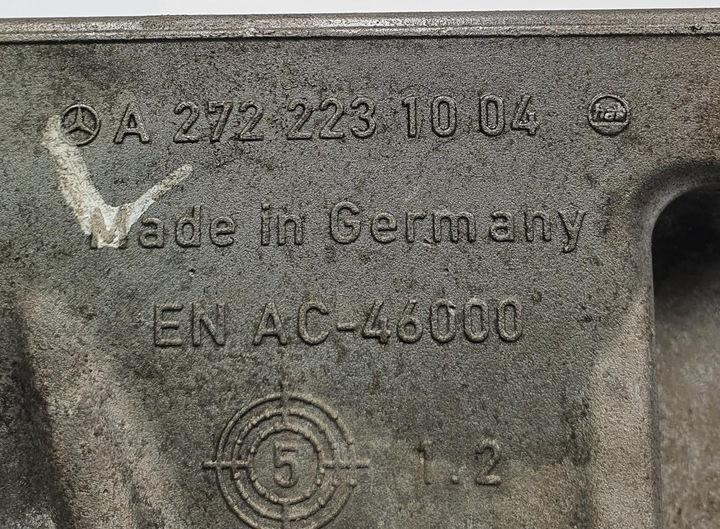 A 272 223 10 04
Made in Germany
EN AC-46000
5 1.2